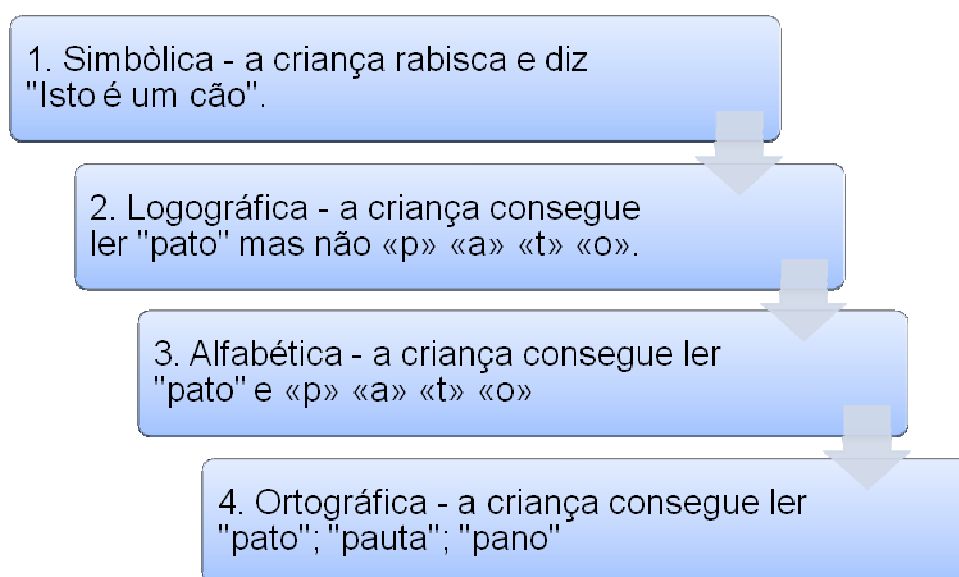 1. Simbòlica - a criança rabisca e diz
"Isto é um cão".
2. Logográfica - a criança consegue
ler "pato" mas não «p» «a» «t» «o».
3. Alfabética - a criança consegue ler
"pato" e «p» «a» «t» «o»
4. Ortográfica - a criança consegue ler
"pato"; "pauta"; "pano"